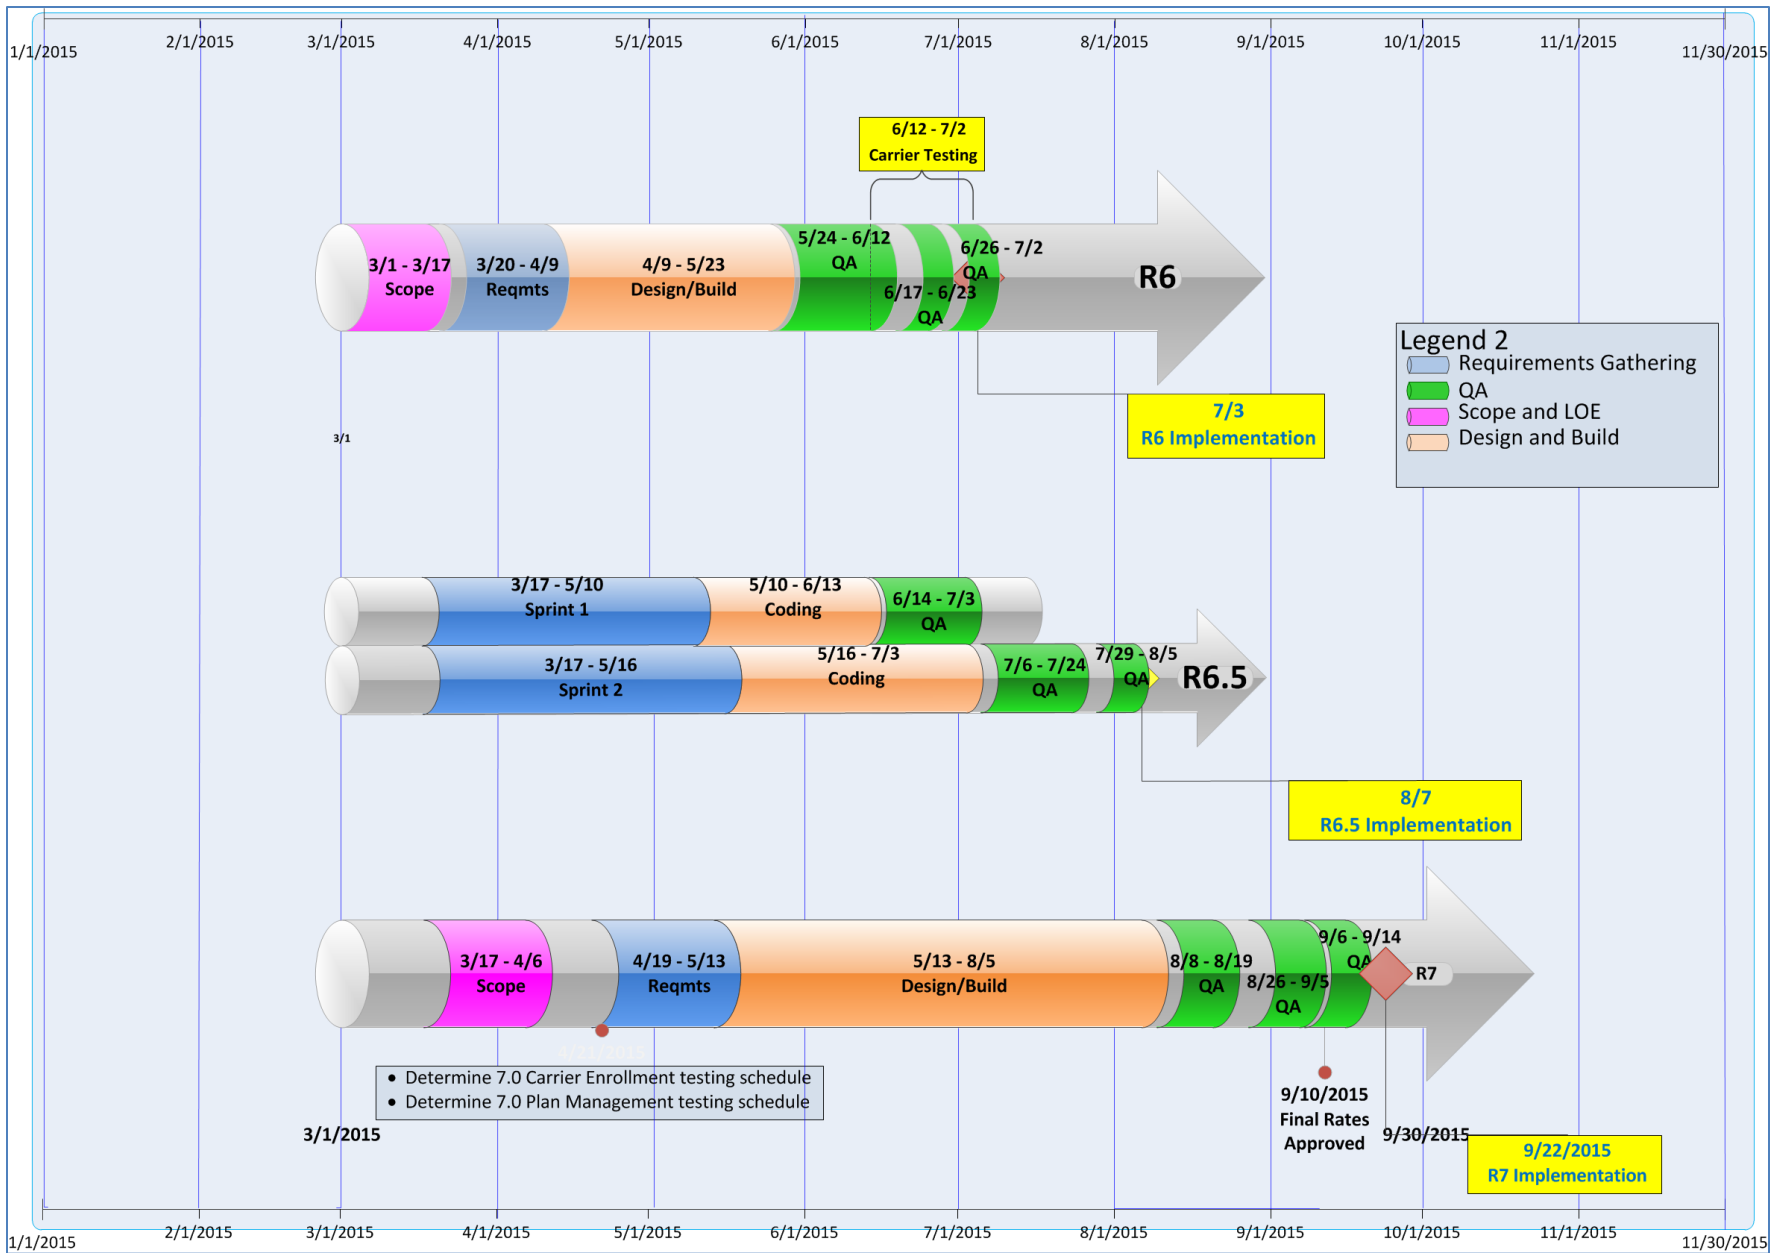 1/1/2015
2/1/2015
3/1/2015
4/1/2015
5/1/2015
6/1/2015
7/1/2015
8/1/2015
9/1/2015
10/1/2015
11/1/2015
11/30/2015
6/12 - 7/2
Carrier Testing
3/1 - 3/17
Scope
3/20 - 4/9
Reqmts
4/9 - 5/23
Design/Build
5/24 - 6/12
QA
6/17 - 6/23
QA
6/26 - 7/2
QA
R6
Legend 2
Requirements Gathering
QA
Scope and LOE
Design and Build
7/3
R6 Implementation
3/1
3/17 - 5/10
Sprint 1
5/10 - 6/13
Coding
6/14 - 7/3
QA
3/17 - 5/16
Sprint 2
5/16 - 7/3
Coding
7/6 - 7/24
QA
7/29 - 8/5
QA
R6.5
8/7
R6.5 Implementation
3/17 - 4/6
Scope
4/19 - 5/13
Reqmts
5/13 - 8/5
Design/Build
8/8 - 8/19
QA
8/26 - 9/5
QA
9/6 - 9/14
QA
R7
4/21/2015
• Determine 7.0 Carrier Enrollment testing schedule
• Determine 7.0 Plan Management testing schedule
9/10/2015
Final Rates
Approved
3/1/2015
9/30/2015
9/22/2015
R7 Implementation
1/1/2015
2/1/2015
3/1/2015
4/1/2015
5/1/2015
6/1/2015
7/1/2015
8/1/2015
9/1/2015
10/1/2015
11/1/2015
11/30/2015